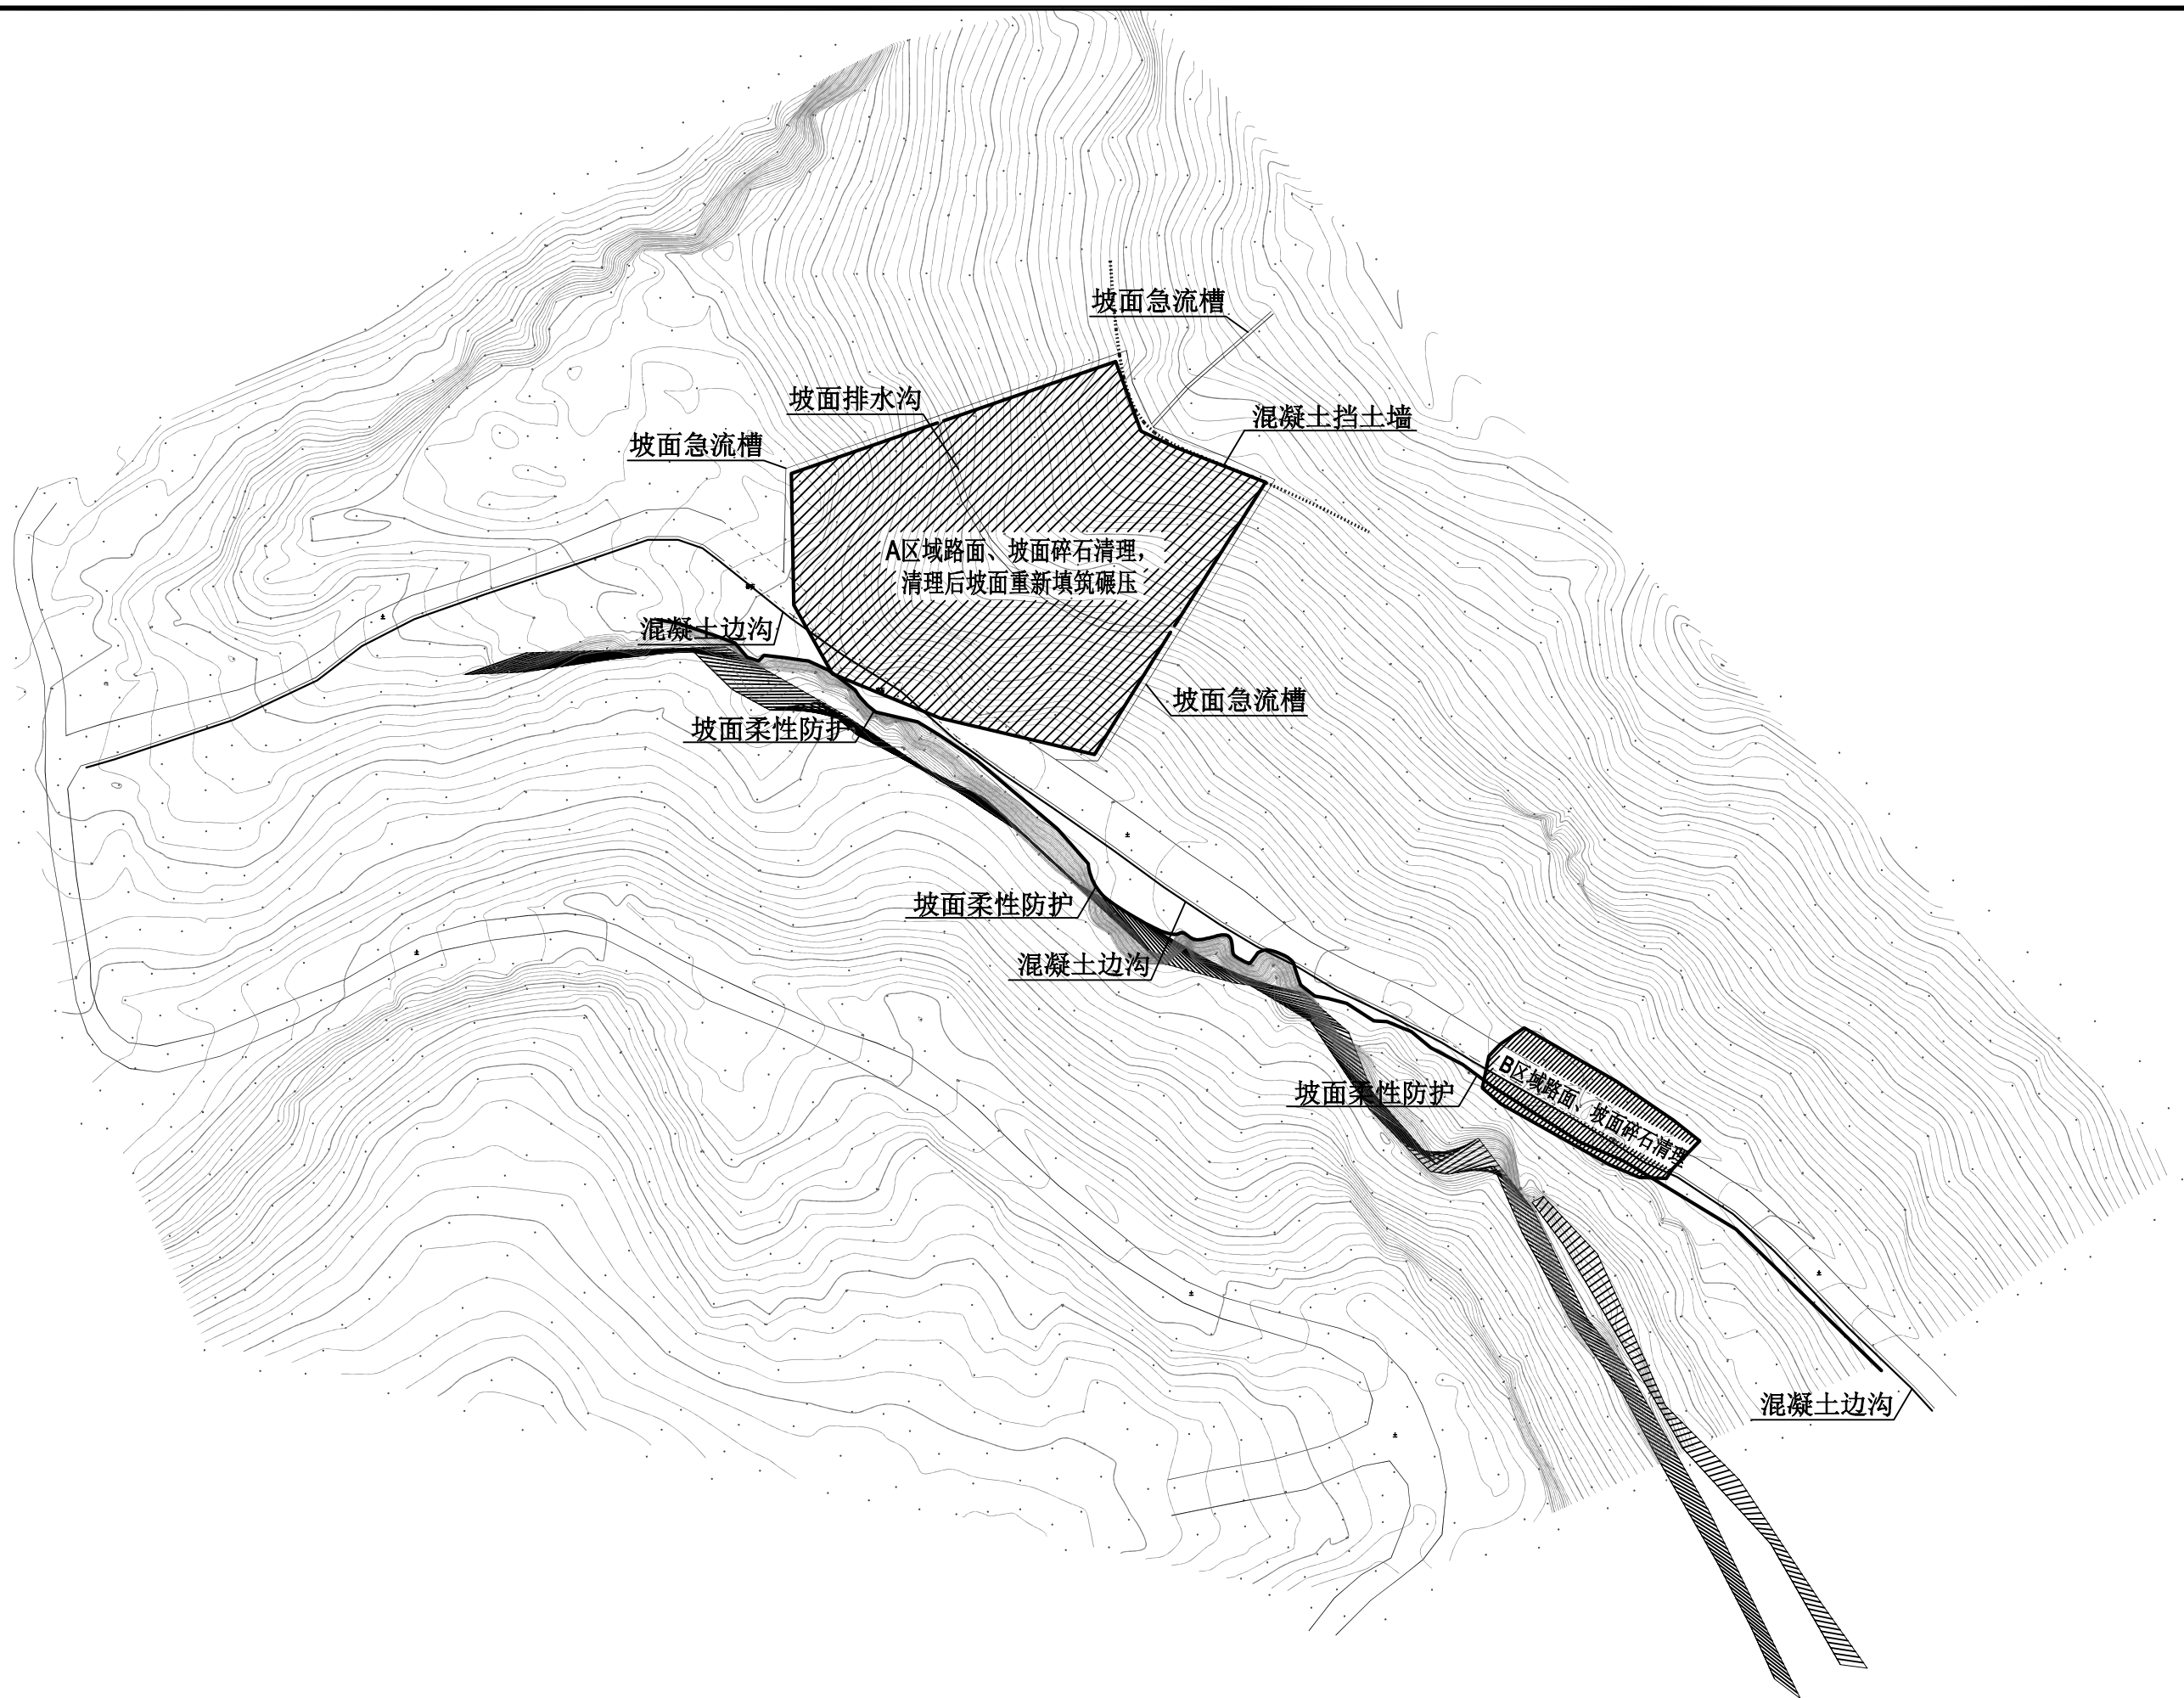 坡面急流槽
坡面排水沟
混凝土挡土墙
坡面急流槽
A区域路面、坡面碎石清理，
清理后坡面重新填筑碾压
混凝土边沟
坡面急流槽
坡面柔性防护
坡面柔性防护
混凝土边沟
坡面柔性防护
B区域路面、坡面碎石清理
混凝土边沟